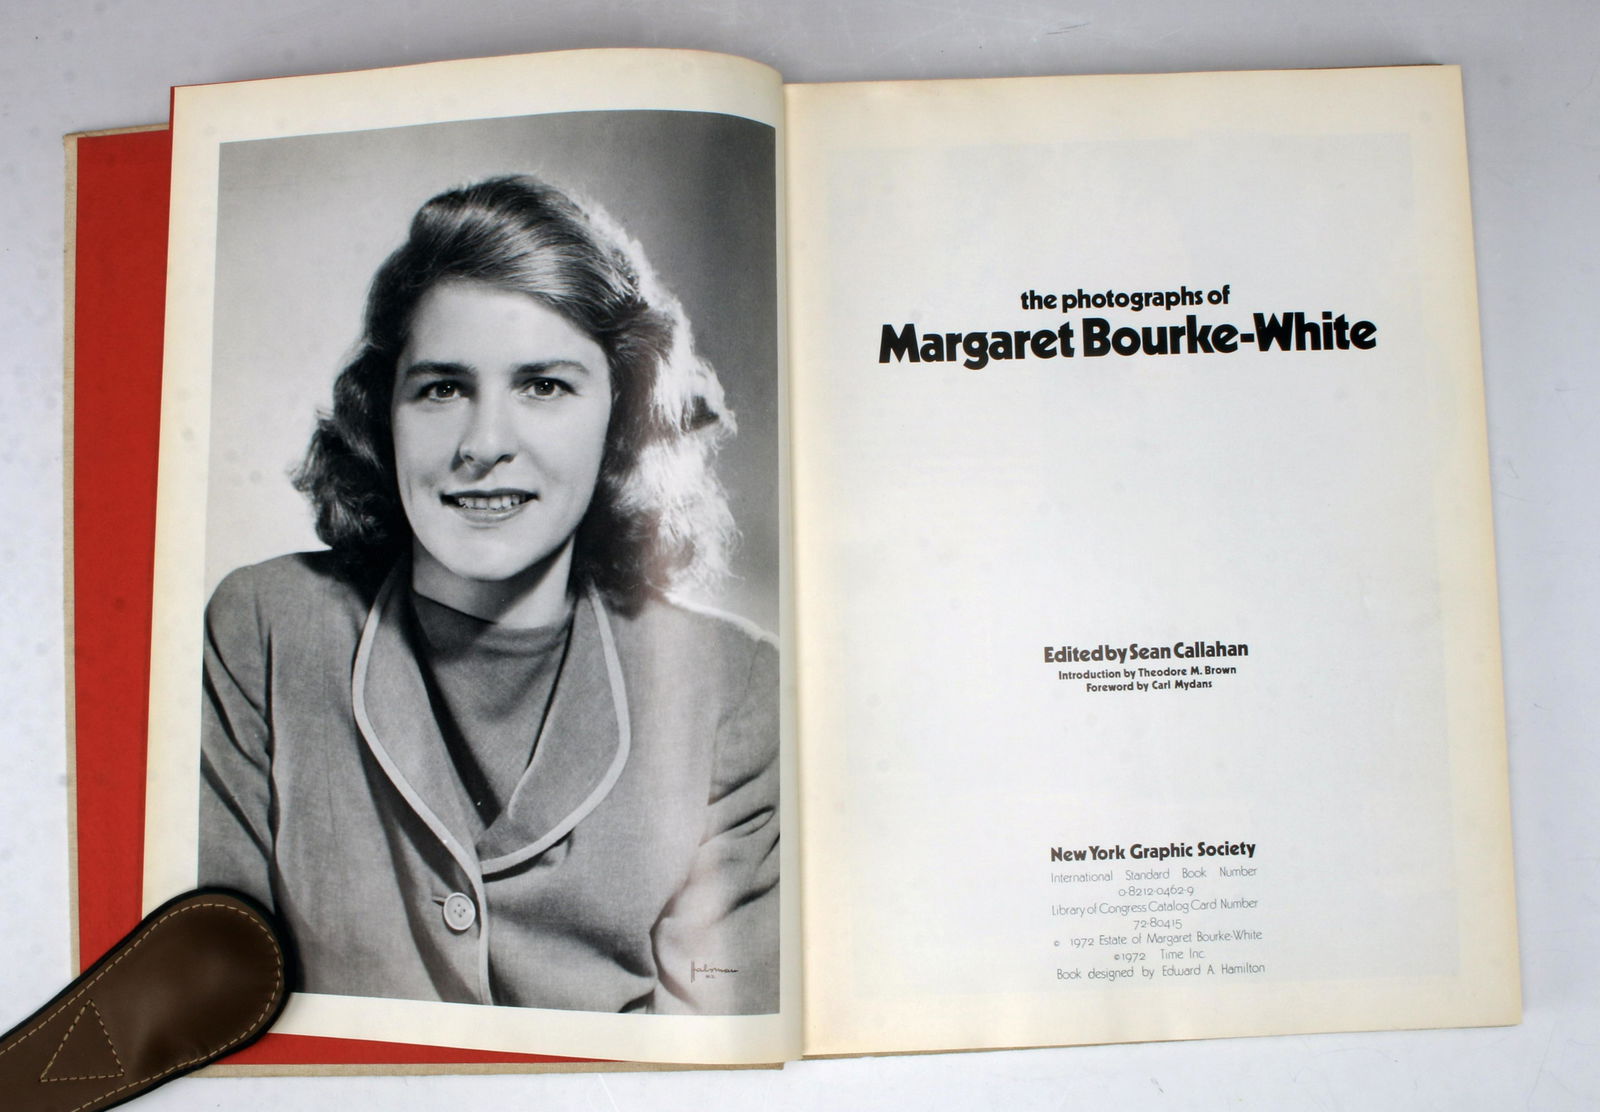 the photographs of
Margaret Bourke-White
Edited by Sean Callahan
Introduction by Theodore M. Brown
Foreword by Carl Mydans
New York Graphic Society
International Standard Book Number
0-8212-0462-9
Library of Congress Catalog Card Number
72-80415
© 1972 Estate of Margaret Bourke-White
©1972 Time Inc.
Book designed by Edward A. Hamilton
Halsman